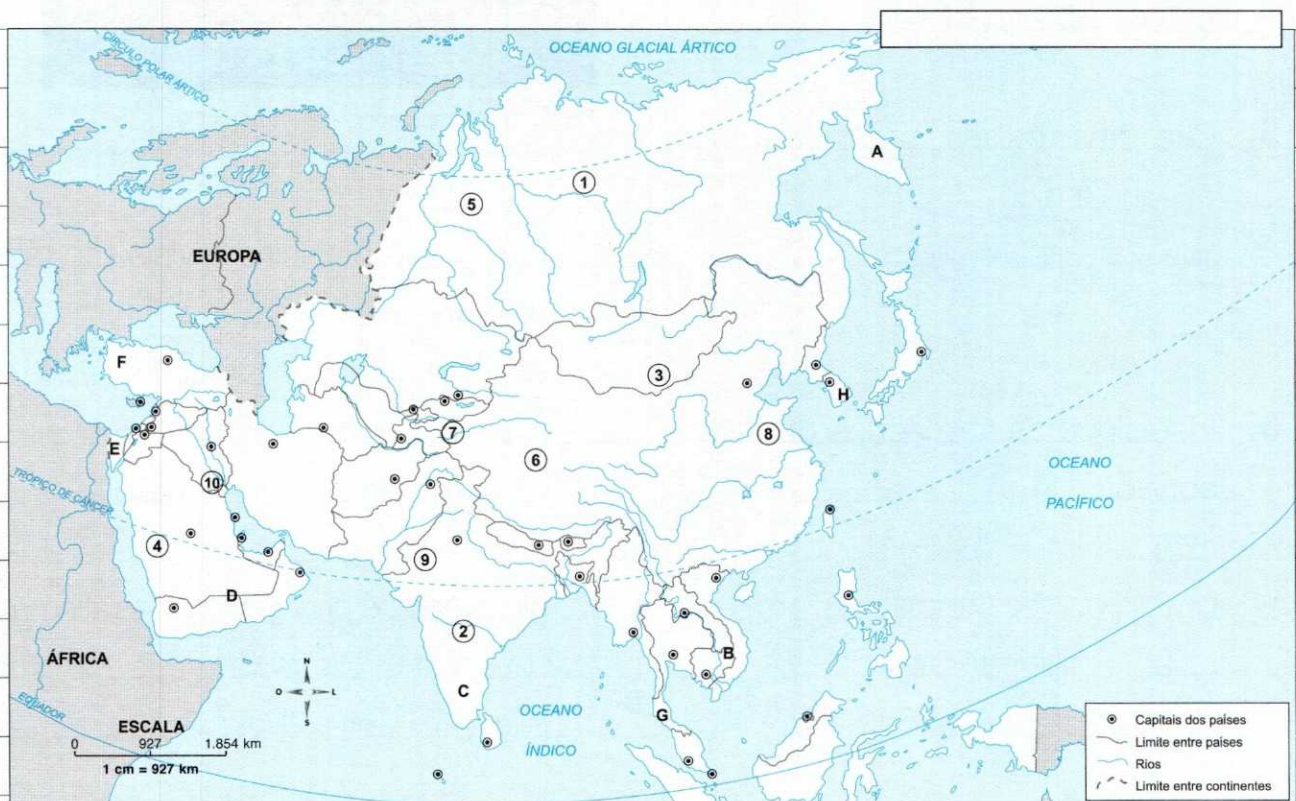 OCEANO GLACIAL ÁRTICO
CÍRCULO POLAR ÁRTICO
A
1
5
EUROPA
F
3
H
E
7
8
6
OCEANO
PACÍFICO
10
TRÓPICO DE CÂNCER
4
9
D
2
B
ÁFRICA
N
O
L
S
C
G
EQUADOR
OCEANO
ÍNDICO
ESCALA
0 927 1.854 km
1 cm = 927 km
Capitais dos países
Limite entre países
Rios
Limite entre continentes